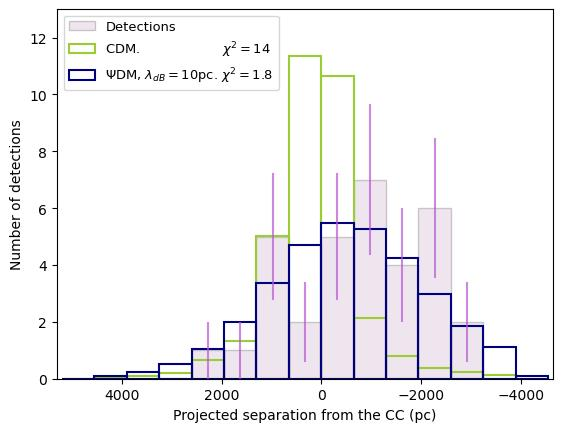 Detections
CDM. χ² = 14
ΨDM, λ_dB = 10pc. χ² = 1.8
12
10
8
6
4
2
0
Number of detections
4000 2000 0 −2000 −4000
Projected separation from the CC (pc)